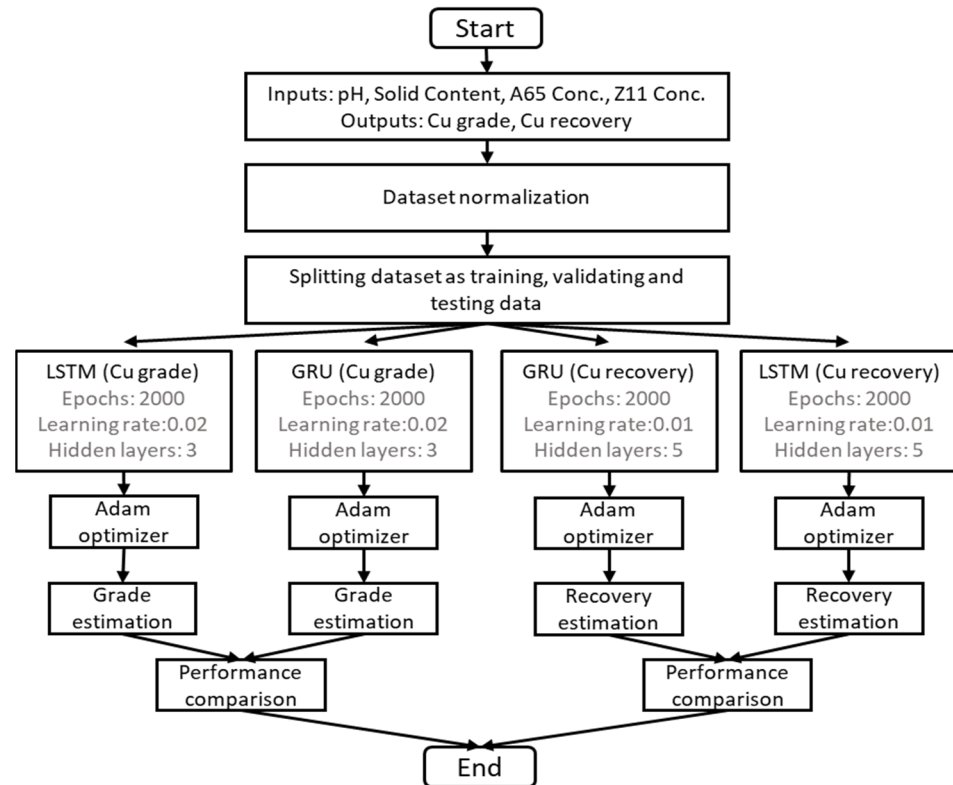 Start
Inputs: pH, Solid Content, A65 Conc., Z11 Conc.
Outputs: Cu grade, Cu recovery
Dataset normalization
Splitting dataset as training, validating and
testing data
LSTM (Cu grade)
Epochs: 2000
Learning rate:0.02
Hidden layers: 3
GRU (Cu grade)
Epochs: 2000
Learning rate:0.02
Hidden layers: 3
GRU (Cu recovery)
Epochs: 2000
Learning rate:0.01
Hidden layers: 5
LSTM (Cu recovery)
Epochs: 2000
Learning rate:0.01
Hidden layers: 5
Adam
optimizer
Adam
optimizer
Adam
optimizer
Adam
optimizer
Grade
estimation
Grade
estimation
Recovery
estimation
Recovery
estimation
Performance
comparison
Performance
comparison
End